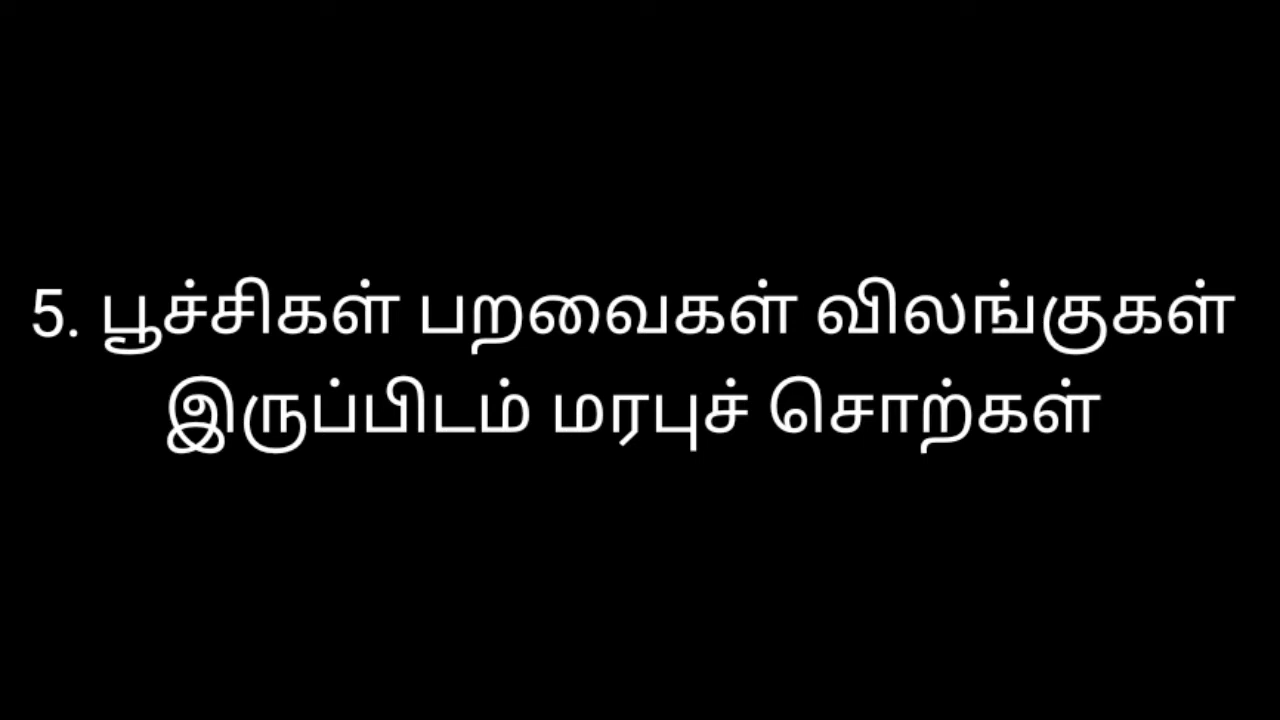 5. பூச்சிகள் பறவைகள் விலங்குகள்
இருப்பிடம் மரபுச் சொற்கள்